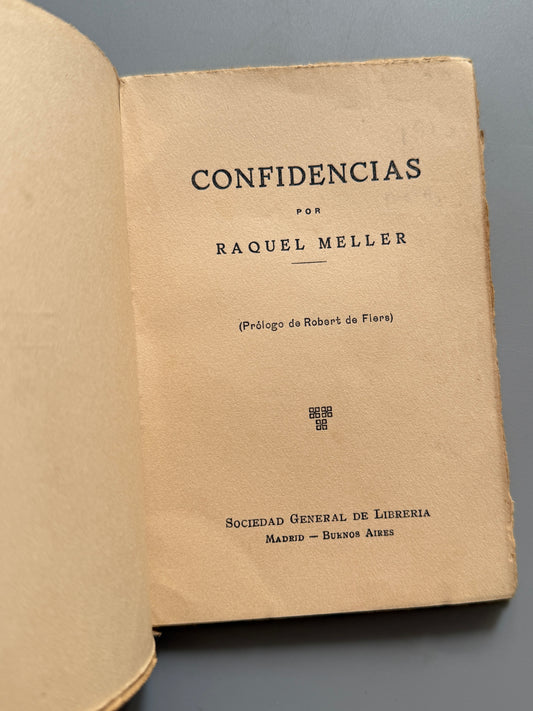 CONFIDENCIAS
POR
RAQUEL MELLER
(Prólogo de Robert de Flers)
SOCIEDAD GENERAL DE LIBRERIA
MADRID — BUENOS AIRES